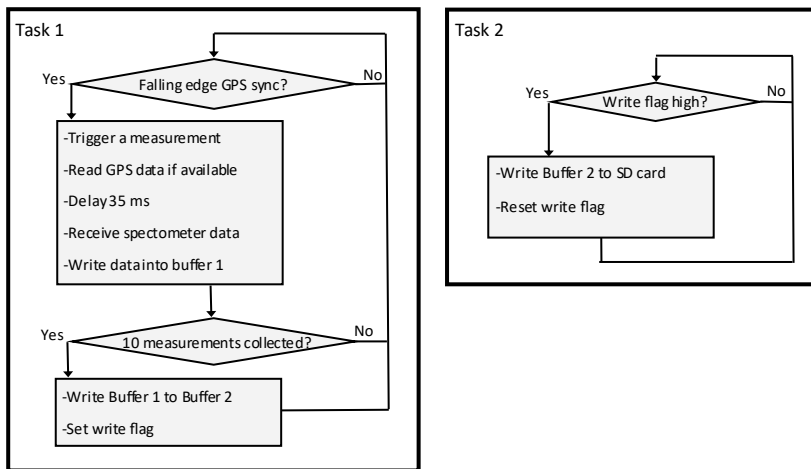 Task 1
Falling edge GPS sync?
Yes
No
-Trigger a measurement
-Read GPS data if available
-Delay 35 ms
-Receive spectometer data
-Write data into buffer 1
10 measurements collected?
Yes
No
-Write Buffer 1 to Buffer 2
-Set write flag
Task 2
Write flag high?
Yes
No
-Write Buffer 2 to SD card
-Reset write flag